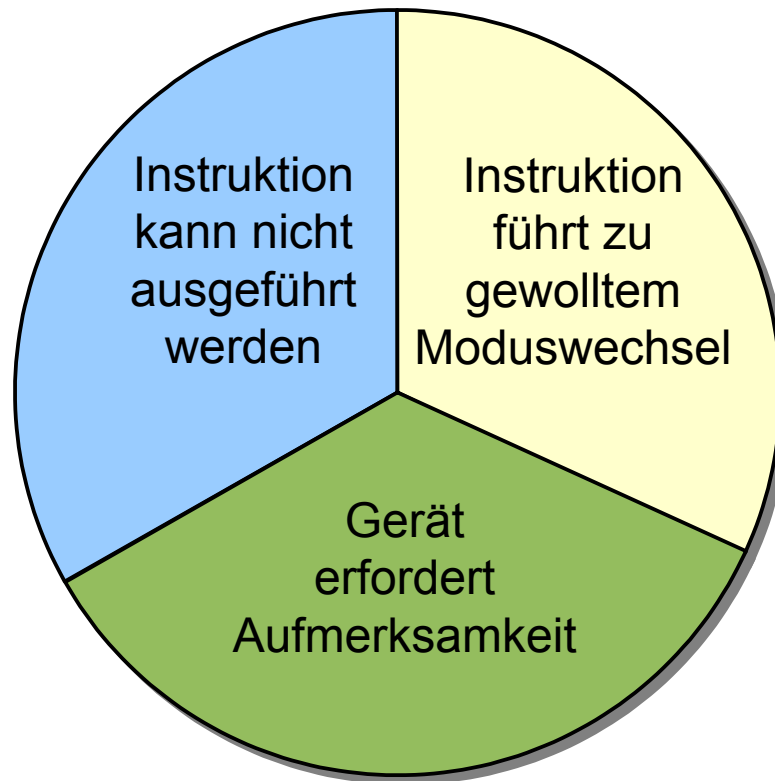 Instruktion
kann nicht
ausgeführt
werden
Instruktion
führt zu
gewolltem
Moduswechsel
Gerät
erfordert
Aufmerksamkeit